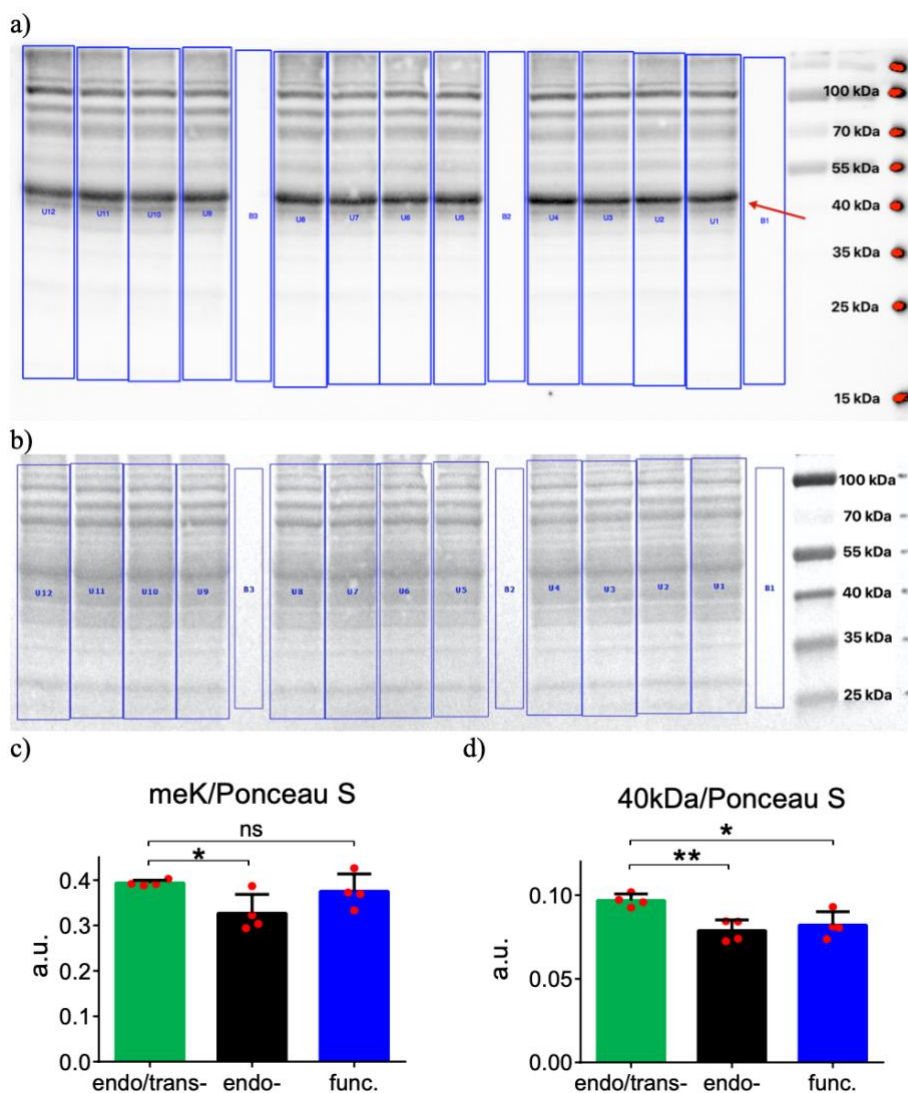 a)
100 kDa
70 kDa
55 kDa
40 kDa
35 kDa
25 kDa
15 kDa
U12 U11 U10 U9 B3 U8 U7 U6 U5 B2 U4 U3 U2 U1 B1
b)
100 kDa
70 kDa
55 kDa
40 kDa
35 kDa
25 kDa
U12 U11 U10 U9 B3 U8 U7 U6 U5 B2 U4 U3 U2 U1 B1
c)
meK/Ponceau S
ns
*
0.4
0.3
0.2
0.1
0.0
a.u.
endo/trans- endo- func.
d)
40kDa/Ponceau S
*
**
0.10
0.05
0.00
a.u.
endo/trans- endo- func.